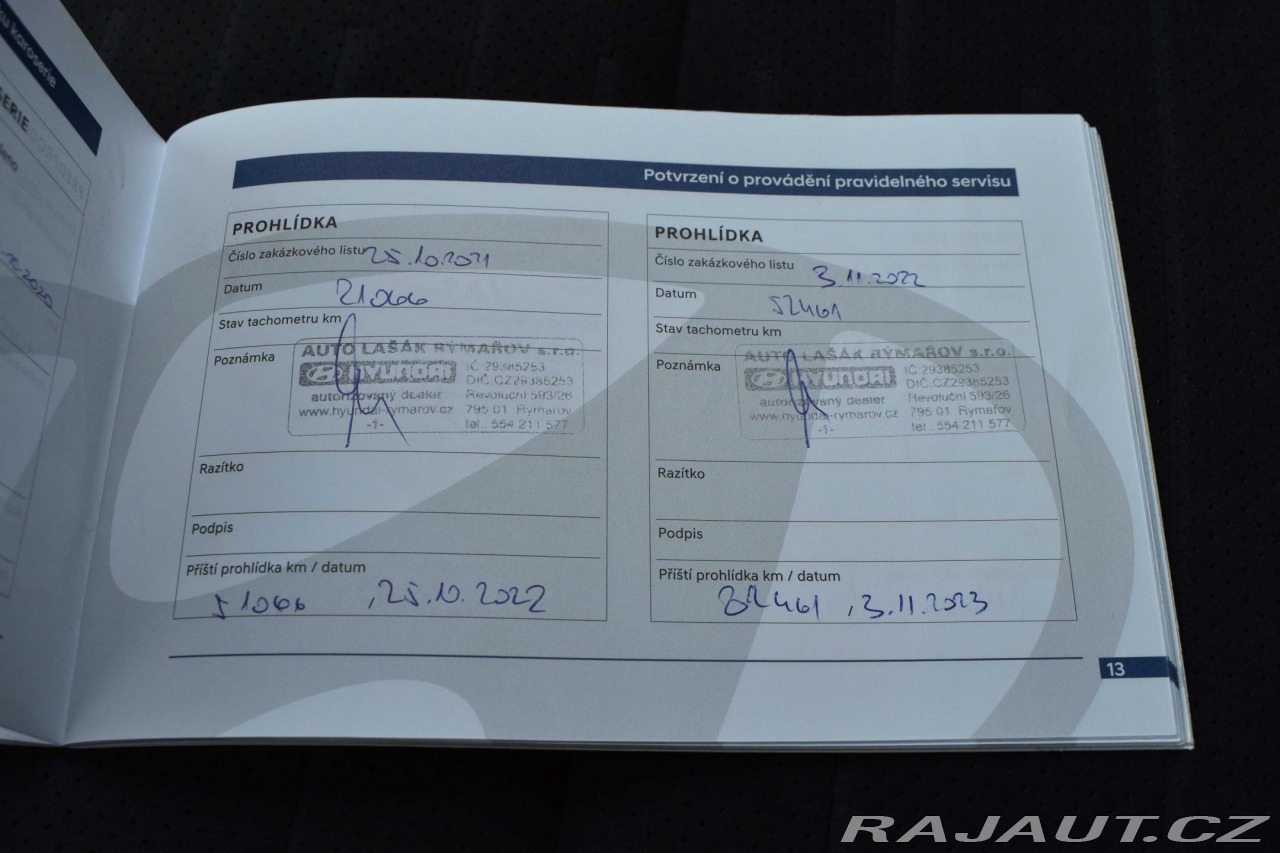 u karoserie
SERIE
10.2020
Potvrzení o provádění pravidelného servisu
PROHLÍDKA
Číslo zakázkového listu 25.10.2021
Datum 21066
Stav tachometru km
Poznámka
AUTO LAŠÁK RÝMAŘOV s.r.o.
HYUNDAI IČ 29385253
DIČ.CZ29385253
autorizovaný dealer Revoluční 593/26
www.hyundai-rymarov.cz 795 01 Rýmařov
-1- tel.: 554 211 577
Razítko
Podpis
Příští prohlídka km / datum
51066 , 25.10.2022
PROHLÍDKA
Číslo zakázkového listu 3.11.2022
Datum 52461
Stav tachometru km
Poznámka
AUTO LAŠÁK RÝMAŘOV s.r.o.
HYUNDAI IČ 29385253
DIČ.CZ29385253
autorizovaný dealer Revoluční 593/26
www.hyundai-rymarov.cz 795 01 Rýmařov
-1- tel.: 554 211 577
Razítko
Podpis
Příští prohlídka km / datum
82461 , 3.11.2023
13
RAJAUT.CZ